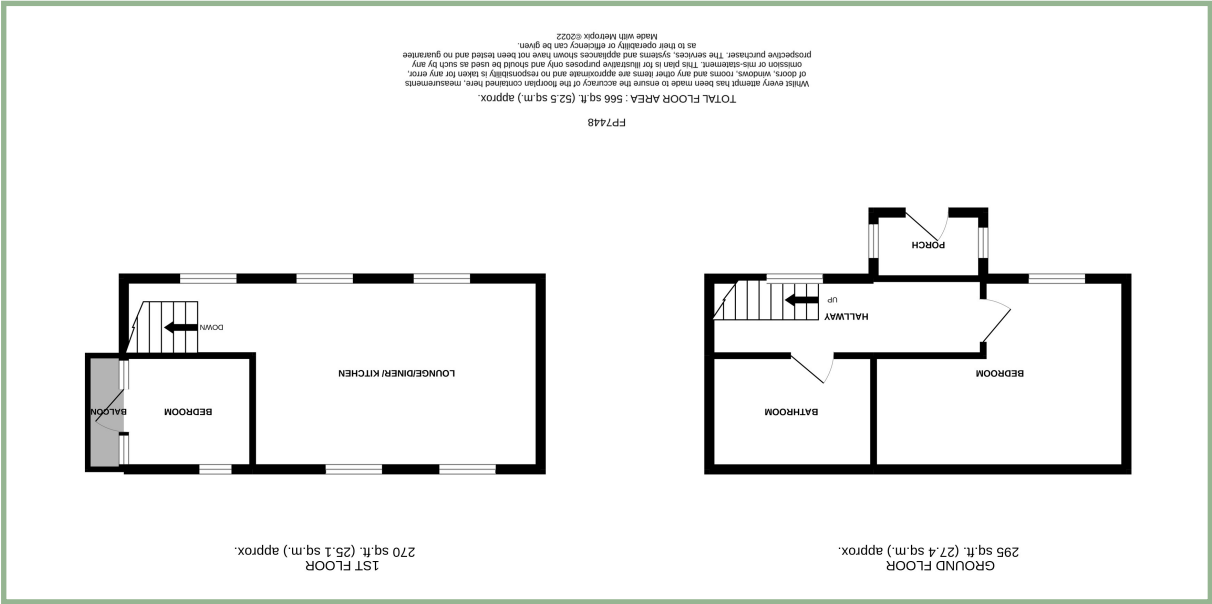 GROUND FLOOR
295 sq.ft. (27.4 sq.m.) approx.
1ST FLOOR
270 sq.ft. (25.1 sq.m.) approx.
BEDROOM
BATHROOM
HALLWAY
UP
PORCH
LOUNGE/DINER/ KITCHEN
BEDROOM
BALCON
DOWN
FP7448
TOTAL FLOOR AREA : 566 sq.ft. (52.5 sq.m.) approx.
Whilst every attempt has been made to ensure the accuracy of the floorplan contained here, measurements
of doors, windows, rooms and any other items are approximate and no responsibility is taken for any error,
omission or mis-statement. This plan is for illustrative purposes only and should be used as such by any
prospective purchaser. The services, systems and appliances shown have not been tested and no guarantee
as to their operability or efficiency can be given.
Made with Metropix ©2022